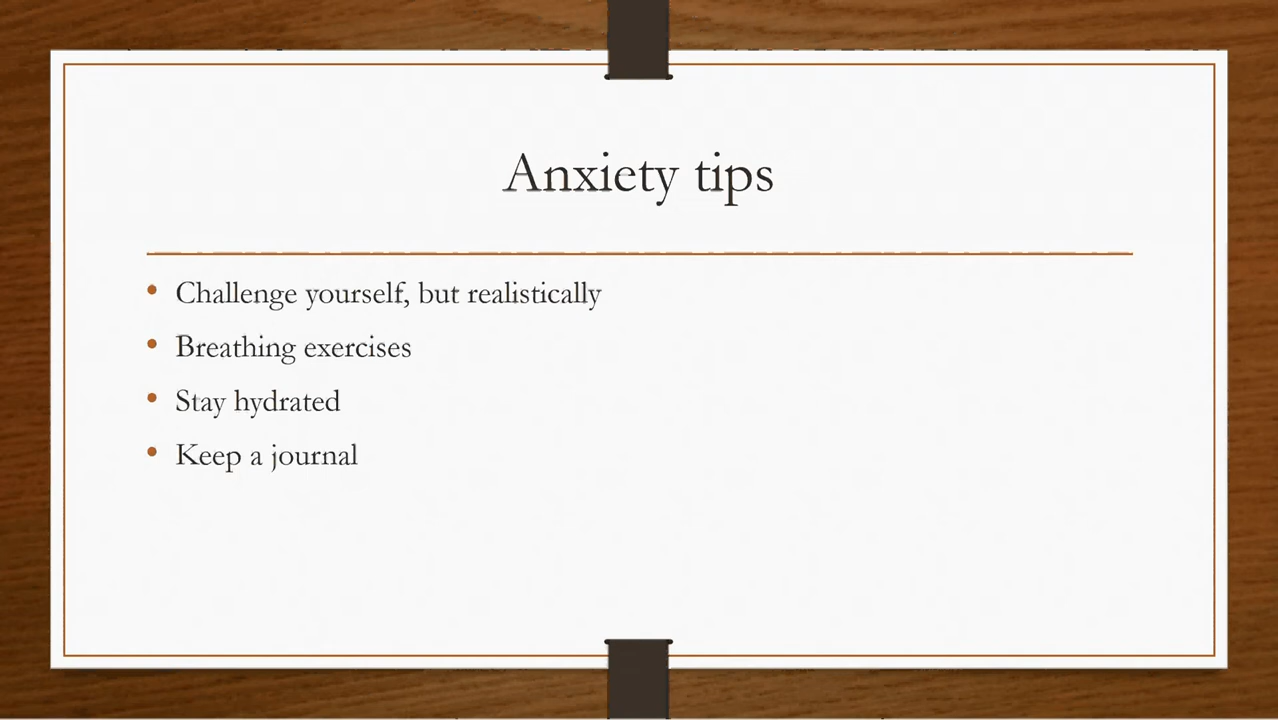 Anxiety tips
• Challenge yourself, but realistically
• Breathing exercises
• Stay hydrated
• Keep a journal